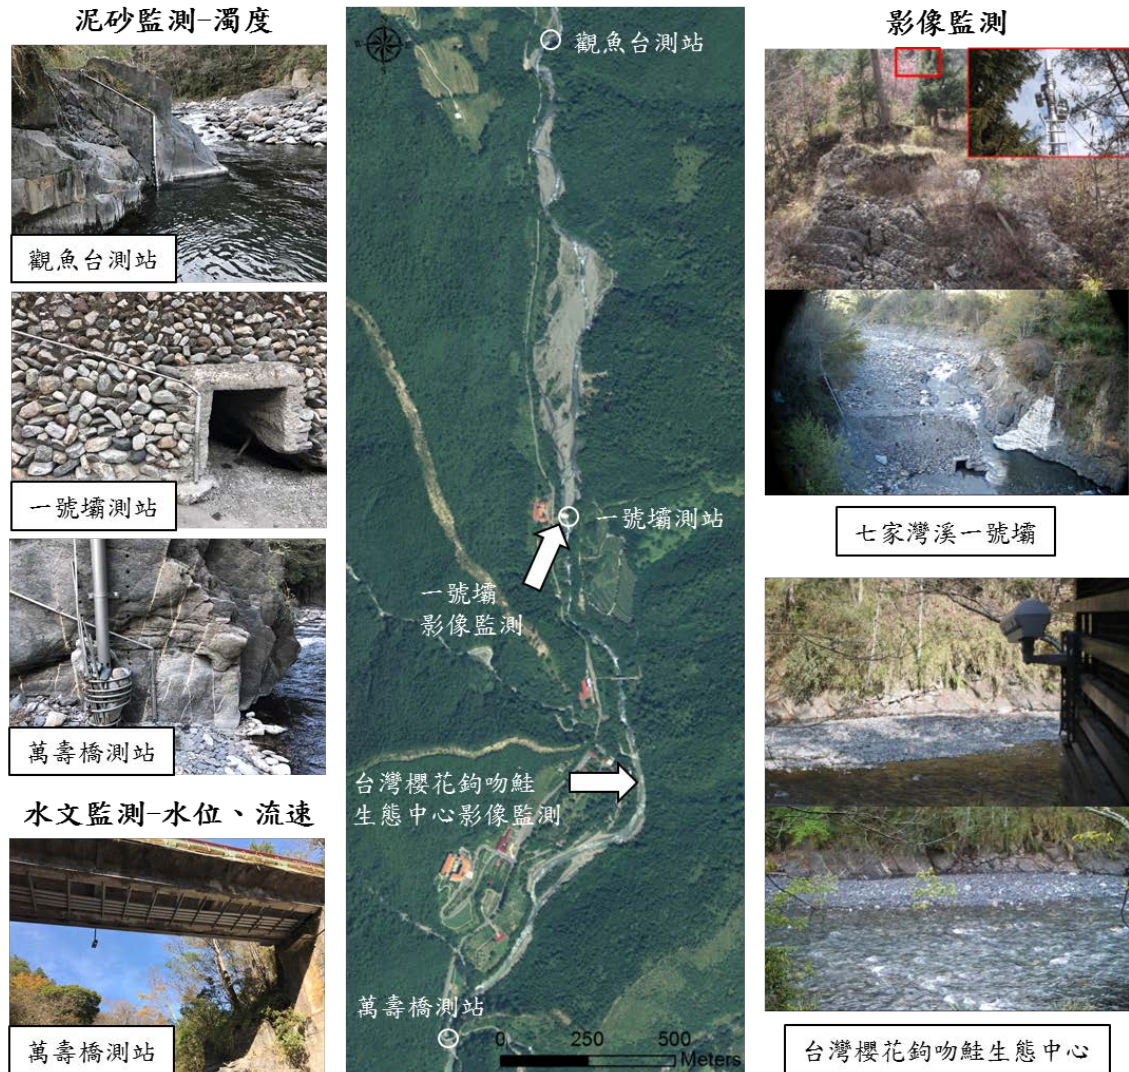 泥砂監測-濁度
觀魚台測站
一號壩測站
萬壽橋測站
水文監測-水位、流速
萬壽橋測站
觀魚台測站
一號壩測站
一號壩
影像監測
台灣櫻花鉤吻鮭
生態中心影像監測
萬壽橋測站
0 250 500
Meters
影像監測
七家灣溪一號壩
台灣櫻花鉤吻鮭生態中心